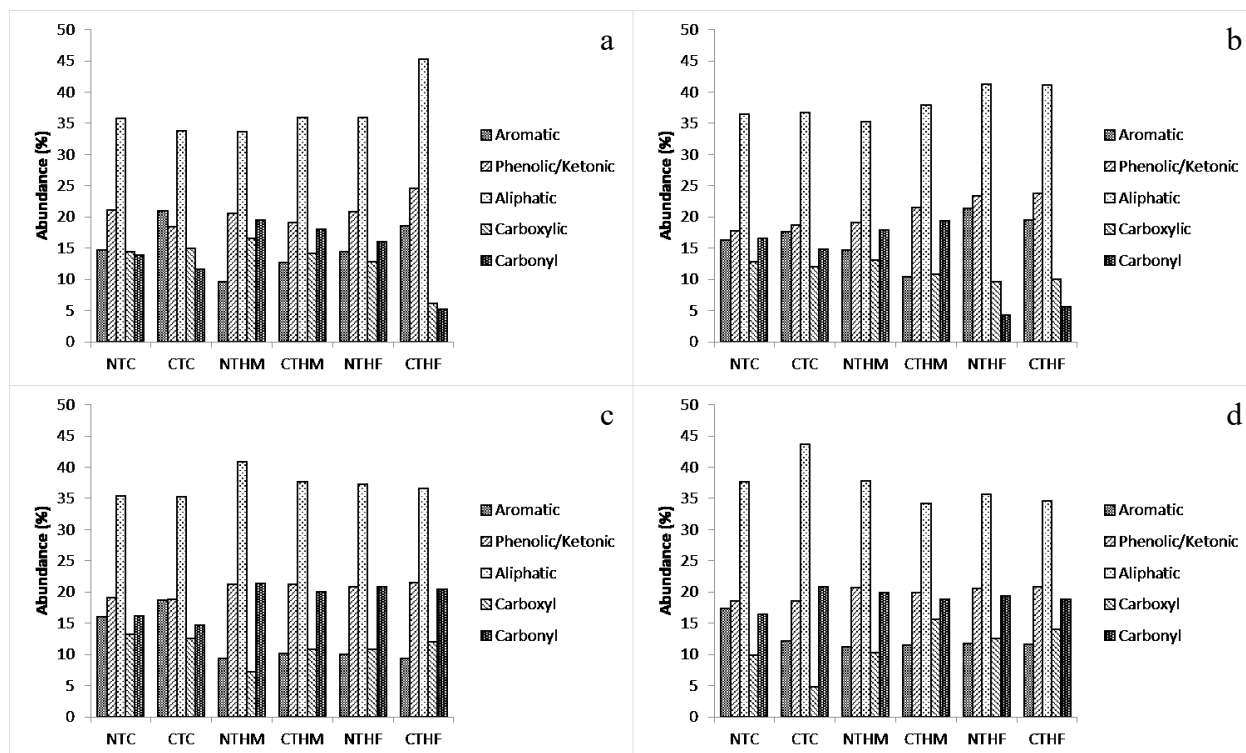 a
50
45
40
35
30
25
20
15
10
5
0
Abundance (%)
NTC CTC NTHM CTHM NTHF CTHF
Aromatic
Phenolic/Ketonic
Aliphatic
Carboxylic
Carbonyl
b
50
45
40
35
30
25
20
15
10
5
0
Abundance (%)
NTC CTC NTHM CTHM NTHF CTHF
Aromatic
Phenolic/Ketonic
Aliphatic
Carboxylic
Carbonyl
c
50
45
40
35
30
25
20
15
10
5
0
Abundance (%)
NTC CTC NTHM CTHM NTHF CTHF
Aromatic
Phenolic/Ketonic
Aliphatic
Carboxyl
Carbonyl
d
50
45
40
35
30
25
20
15
10
5
0
Abundance (%)
NTC CTC NTHM CTHM NTHF CTHF
Aromatic
Phenolic/Ketonic
Aliphatic
Carboxyl
Carbonyl